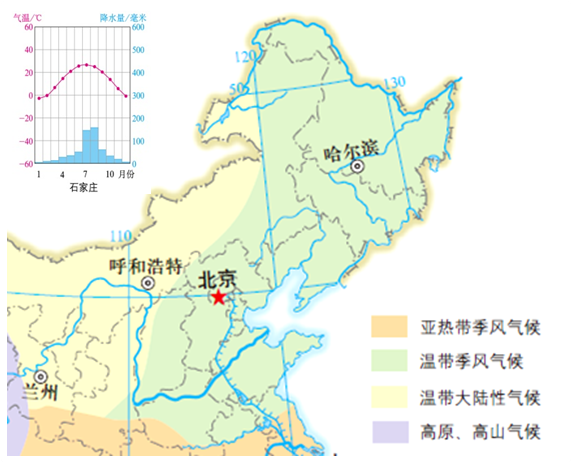 气温/℃ 降水量/毫米
60 600
40 500
20 400
0 300
−20 200
−40 100
−60 0
1 4 7 10 月份
石家庄
120
50
130
哈尔滨
110
呼和浩特
北京
兰州
亚热带季风气候
温带季风气候
温带大陆性气候
高原、高山气候